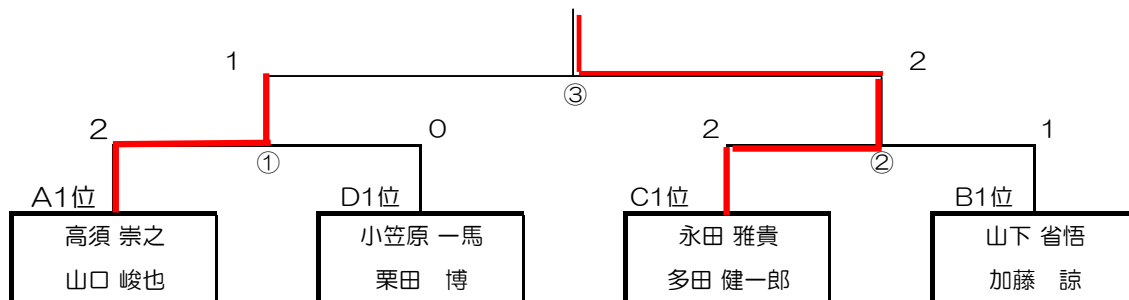 1 2
③
2 0 2 1
① ②
A1位 D1位 C1位 B1位
高須 崇之 小笠原 一馬 永田 雅貴 山下 省悟
山口 峻也 栗田 博 多田 健一郎 加藤 諒